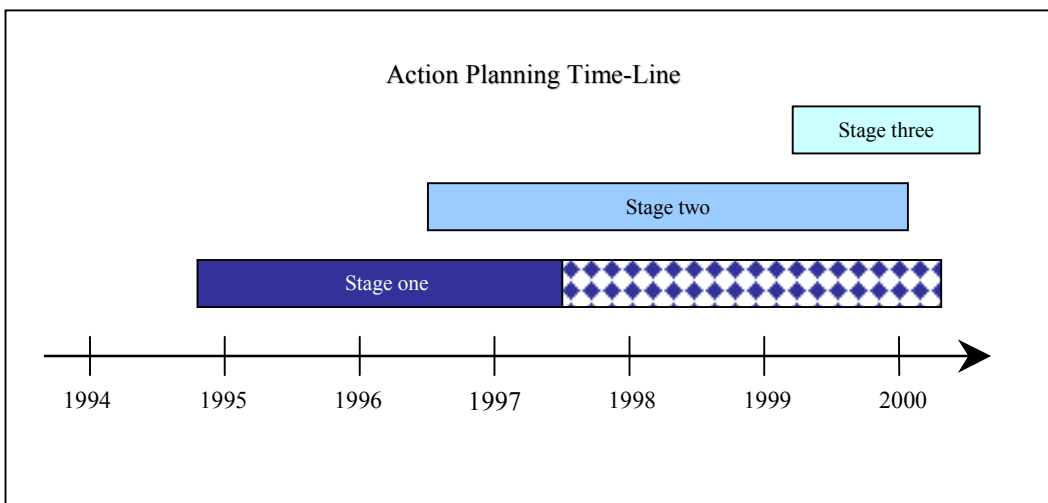 Action Planning Time-Line
Stage three
Stage two
Stage one
1994 1995 1996 1997 1998 1999 2000